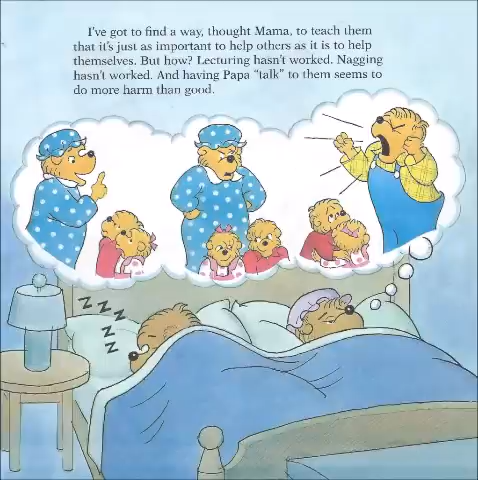 I've got to find a way, thought Mama, to teach them
that it's just as important to help others as it is to help
themselves. But how? Lecturing hasn't worked. Nagging
hasn't worked. And having Papa “talk” to them seems to
do more harm than good.
Z
Z
Z
Z
Z
Z